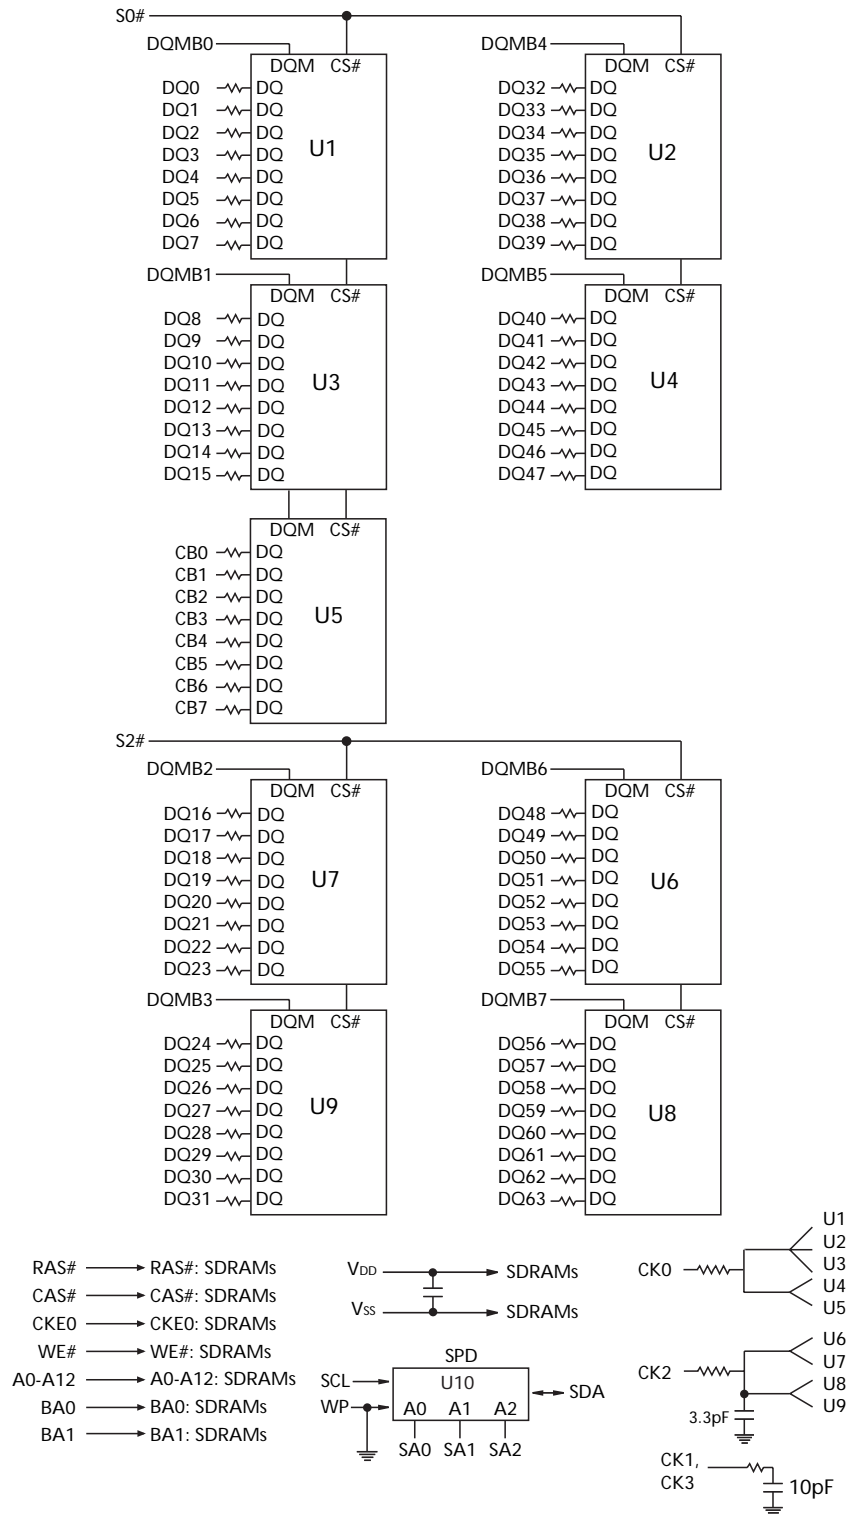 S0#
DQMB0
DQM CS#
DQ0 DQ
DQ1 DQ
DQ2 DQ
DQ3 DQ
DQ4 DQ
DQ5 DQ
DQ6 DQ
DQ7 DQ
U1
DQMB4
DQM CS#
DQ32 DQ
DQ33 DQ
DQ34 DQ
DQ35 DQ
DQ36 DQ
DQ37 DQ
DQ38 DQ
DQ39 DQ
U2
DQMB1
DQM CS#
DQ8 DQ
DQ9 DQ
DQ10 DQ
DQ11 DQ
DQ12 DQ
DQ13 DQ
DQ14 DQ
DQ15 DQ
U3
DQMB5
DQM CS#
DQ40 DQ
DQ41 DQ
DQ42 DQ
DQ43 DQ
DQ44 DQ
DQ45 DQ
DQ46 DQ
DQ47 DQ
U4
DQM CS#
CB0 DQ
CB1 DQ
CB2 DQ
CB3 DQ
CB4 DQ
CB5 DQ
CB6 DQ
CB7 DQ
U5
S2#
DQMB2
DQM CS#
DQ16 DQ
DQ17 DQ
DQ18 DQ
DQ19 DQ
DQ20 DQ
DQ21 DQ
DQ22 DQ
DQ23 DQ
U7
DQMB6
DQM CS#
DQ48 DQ
DQ49 DQ
DQ50 DQ
DQ51 DQ
DQ52 DQ
DQ53 DQ
DQ54 DQ
DQ55 DQ
U6
DQMB3
DQM CS#
DQ24 DQ
DQ25 DQ
DQ26 DQ
DQ27 DQ
DQ28 DQ
DQ29 DQ
DQ30 DQ
DQ31 DQ
U9
DQMB7
DQM CS#
DQ56 DQ
DQ57 DQ
DQ58 DQ
DQ59 DQ
DQ60 DQ
DQ61 DQ
DQ62 DQ
DQ63 DQ
U8
RAS# RAS#: SDRAMs
CAS# CAS#: SDRAMs
CKE0 CKE0: SDRAMs
WE# WE#: SDRAMs
A0-A12 A0-A12: SDRAMs
BA0 BA0: SDRAMs
BA1 BA1: SDRAMs
VDD SDRAMs
VSS SDRAMs
SPD
SCL U10 SDA
WP A0 A1 A2
SA0 SA1 SA2
CK0
U1
U2
U3
U4
U5
CK2
U6
U7
U8
U9
3.3pF
CK1,
CK3
10pF